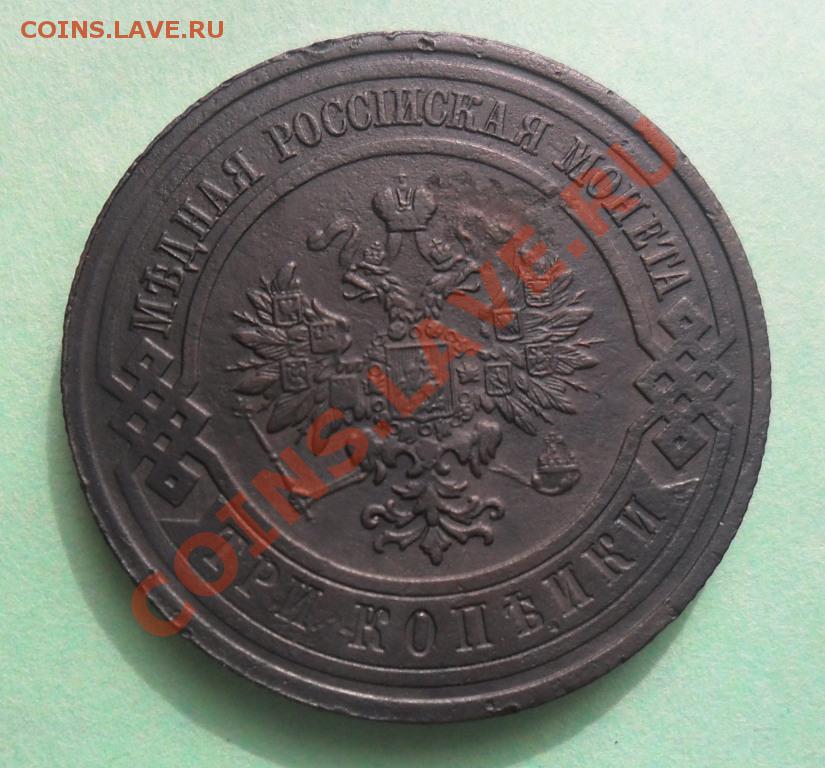 COINS.LAVE.RU
МѢДНАЯ РОССІЙСКАЯ МОНЕТА
ТРИ КОПѢЙКИ
COINS.LAVE.RU